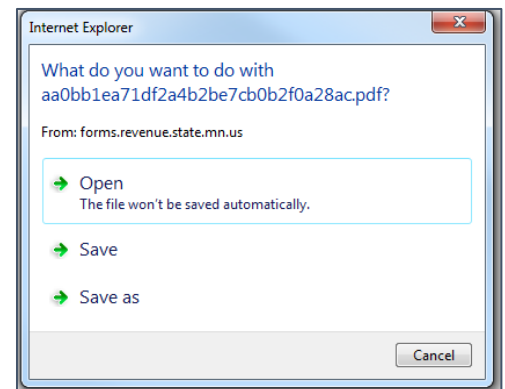 Internet Explorer
What do you want to do with
aa0bb1ea71df2a4b2be7cb0b2f0a28ac.pdf?
From: forms.revenue.state.mn.us
Open
The file won't be saved automatically.
Save
Save as
Cancel